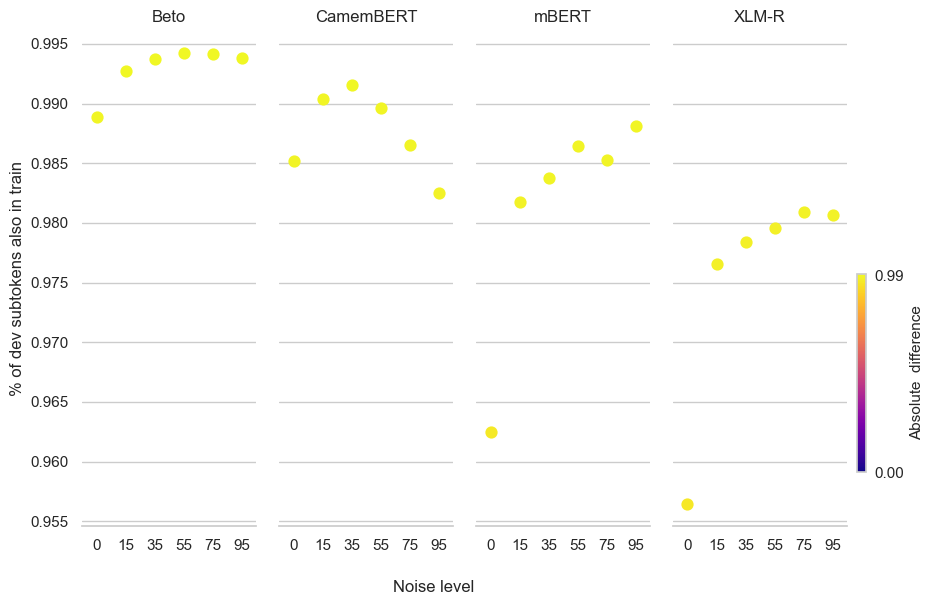 Beto CamemBERT mBERT XLM-R
0.995
0.990
0.985
0.980
0.975
0.970
0.965
0.960
0.955
% of dev subtokens also in train
0 15 35 55 75 95 0 15 35 55 75 95 0 15 35 55 75 95 0 15 35 55 75 95
Noise level
0.99
0.00
Absolute difference